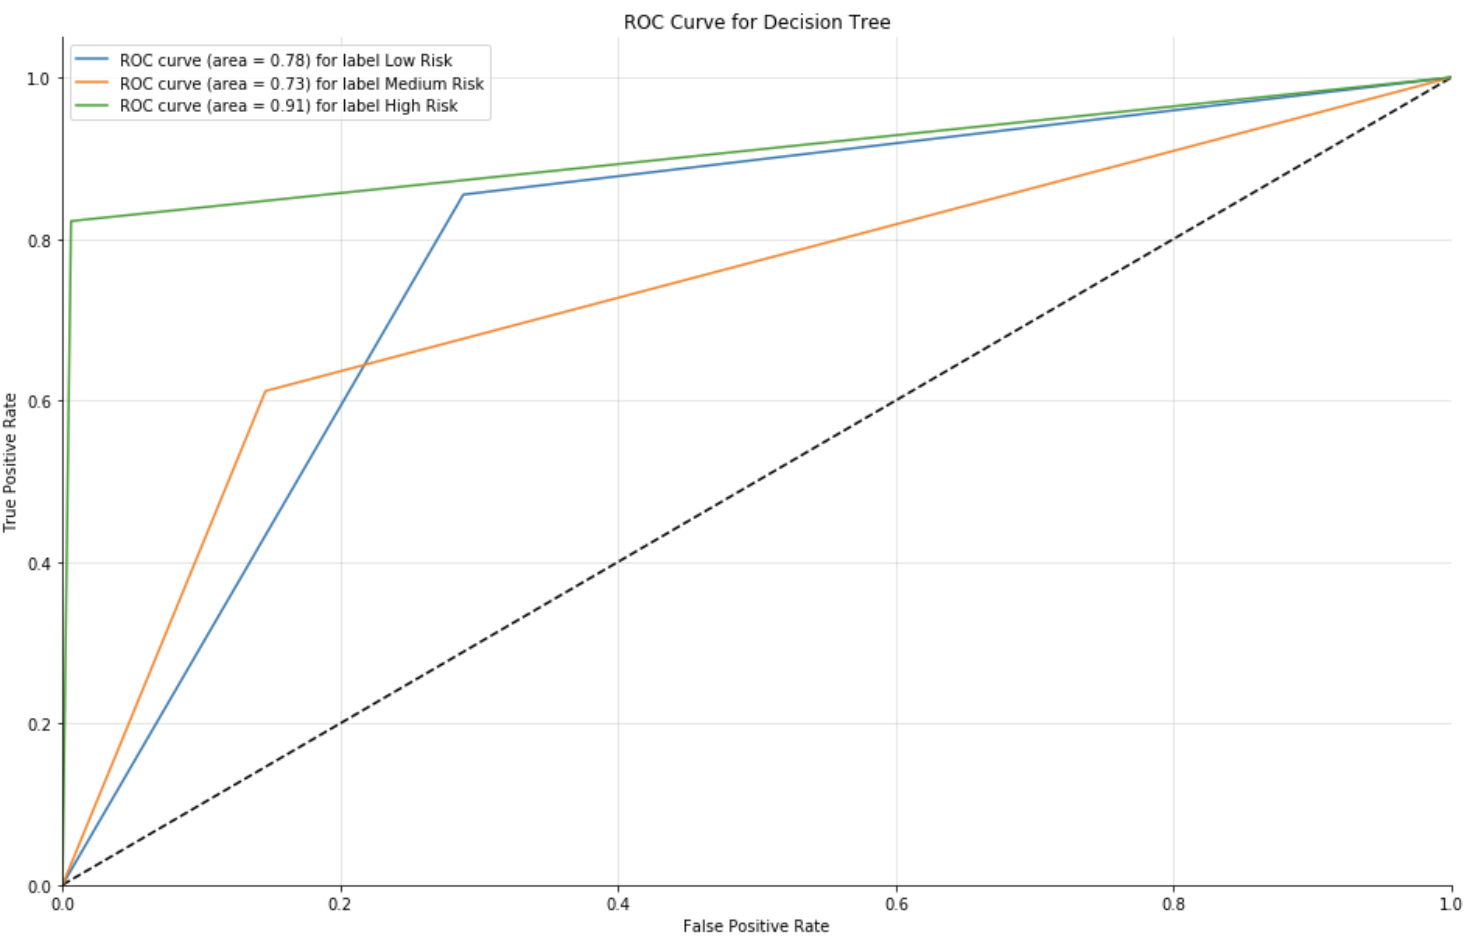 ROC Curve for Decision Tree
ROC curve (area = 0.78) for label Low Risk
ROC curve (area = 0.73) for label Medium Risk
ROC curve (area = 0.91) for label High Risk
1.0
0.8
0.6
0.4
0.2
0.0
True Positive Rate
0.0 0.2 0.4 0.6 0.8 1.0
False Positive Rate